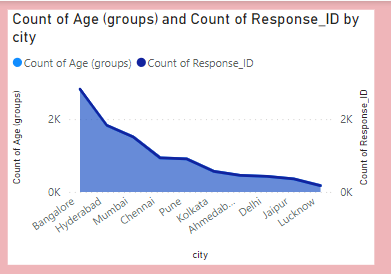 Count of Age (groups) and Count of Response_ID by
city
Count of Age (groups) Count of Response_ID
Count of Age (groups)
2K
0K
2K
0K
Count of Response_ID
Bangalore
Hyderabad
Mumbai
Chennai
Pune
Kolkata
Ahmedab...
Delhi
Jaipur
Lucknow
city